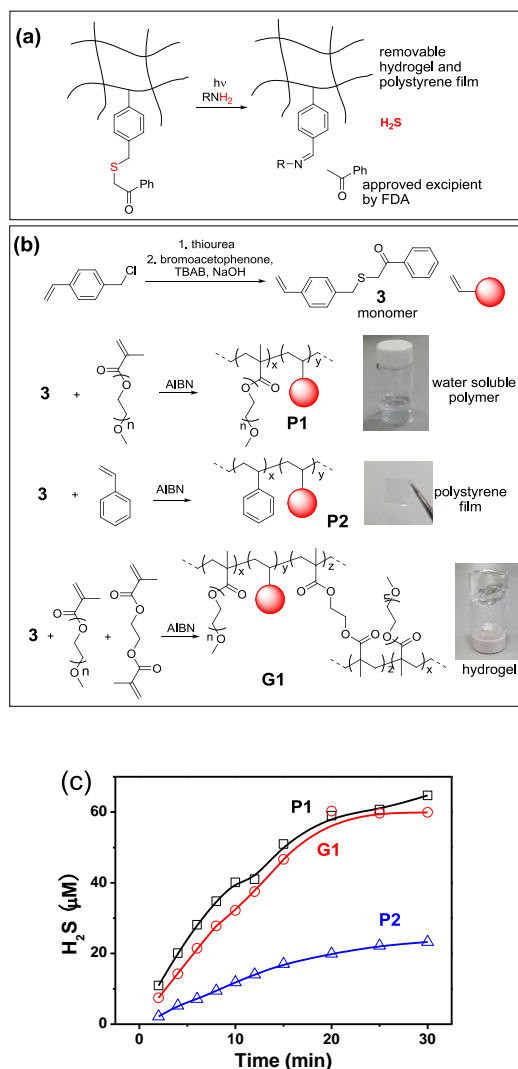 (a)
hν
RNH2
S
Ph
O
R-N
Ph
O
removable
hydrogel and
polystyrene film
H2S
approved excipient
by FDA
(b)
Cl
1. thiourea
2. bromoacetophenone,
TBAB, NaOH
O
S
3
monomer
3 +
O
O
n
O
AIBN
x y
O
O
n
O
P1
water soluble
polymer
3 +
AIBN
x y
P2
polystyrene
film
3 +
O
O
n
O
+
O
O
O
O
AIBN
x y z
O
O
n
O
O
O
O
O
O
n
O
O
z x
G1
hydrogel
(c)
H2S (μM)
60
40
20
0
P1
G1
P2
0 10 20 30
Time (min)